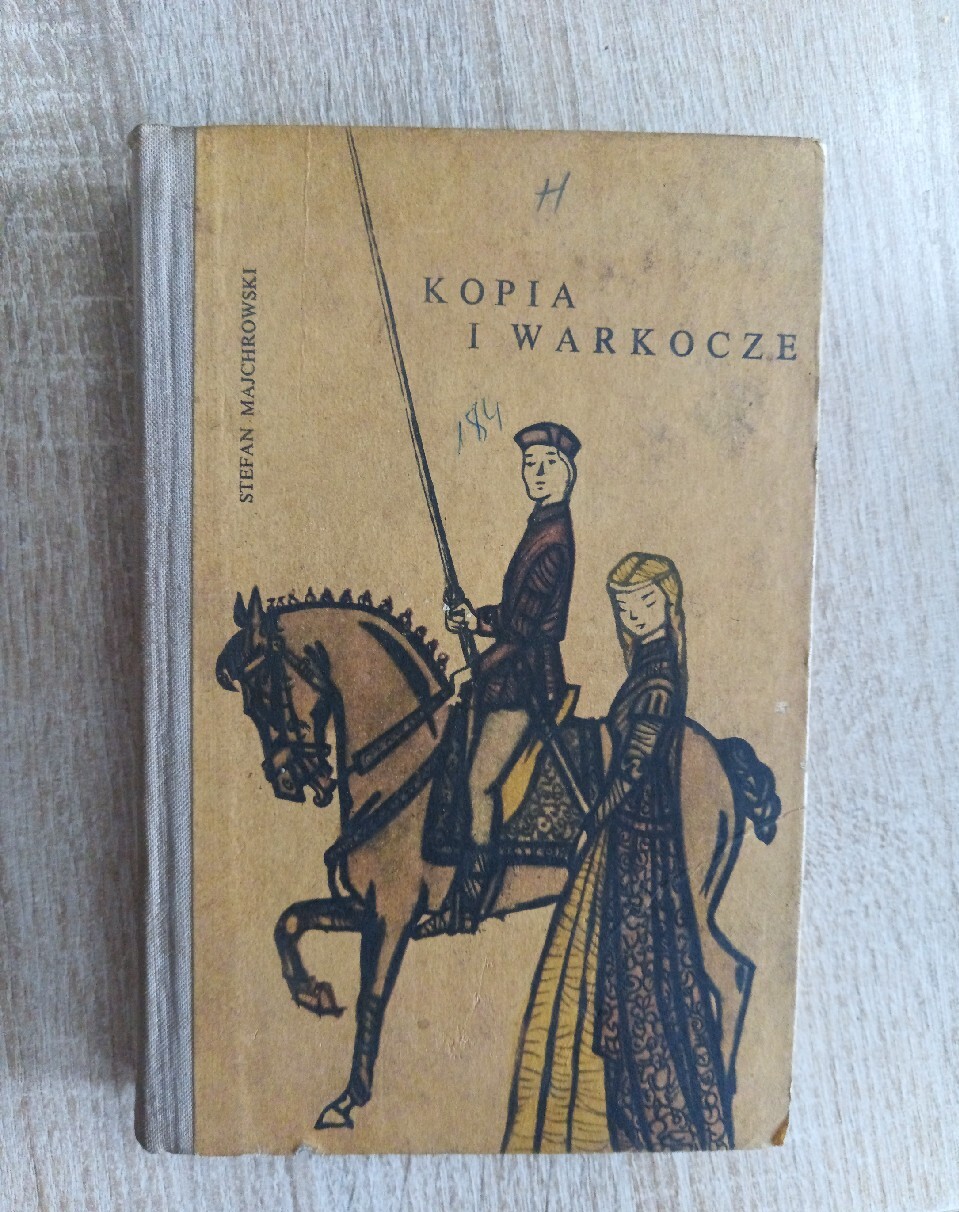 H
KOPIA
I WARKOCZE
184
STEFAN MAJCHROWSKI